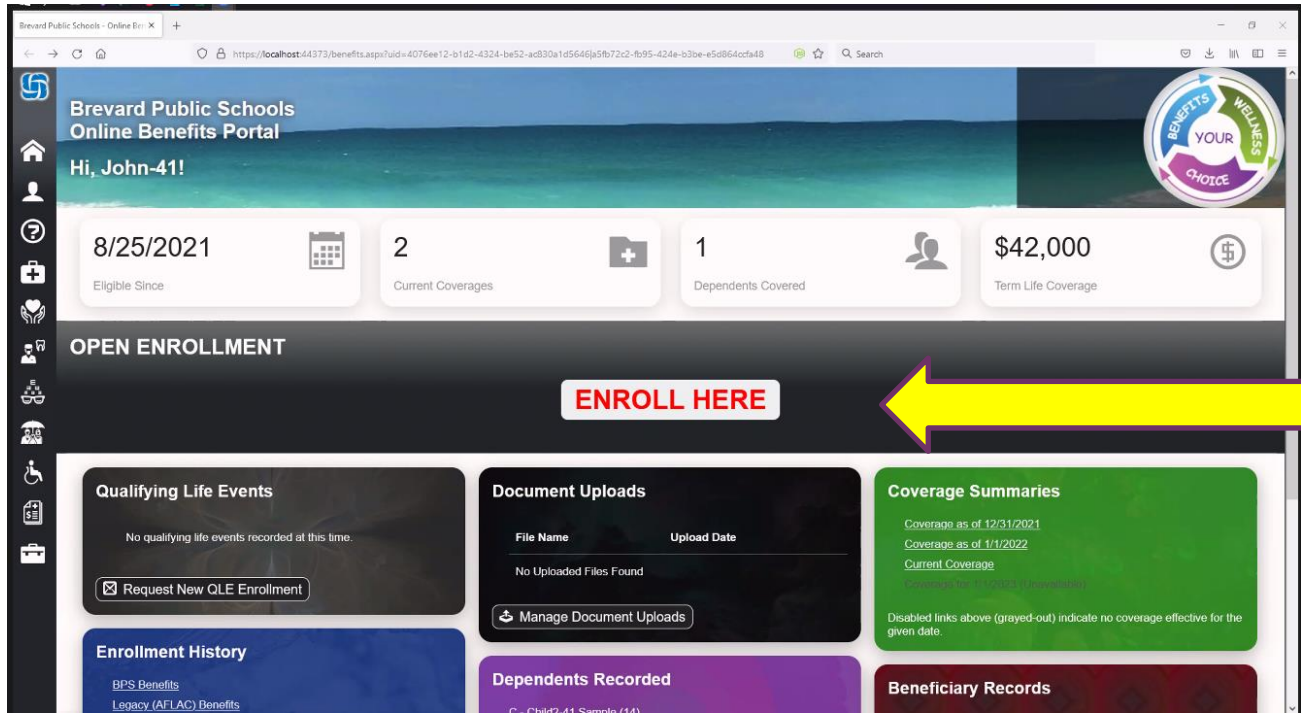 Brevard Public Schools - Online Ber
https://localhost:44373/benefits.aspx?uid=4076ee12-b1d2-4324-be52-ac830a1d5646|a5fb72c2-fb95-424e-b3be-e5d864ccfa48
Search
Brevard Public Schools
Online Benefits Portal
Hi, John-41!
BENEFITS
WELLNESS
YOUR
CHOICE
8/25/2021
Eligible Since
2
Current Coverages
1
Dependents Covered
$42,000
Term Life Coverage
OPEN ENROLLMENT
ENROLL HERE
Qualifying Life Events
No qualifying life events recorded at this time.
Request New QLE Enrollment
Document Uploads
File Name Upload Date
No Uploaded Files Found
Manage Document Uploads
Coverage Summaries
Coverage as of 12/31/2021
Coverage as of 1/1/2022
Current Coverage
Coverage for 1/1/2023 (Unavailable)
Disabled links above (grayed-out) indicate no coverage effective for the
given date.
Enrollment History
BPS Benefits
Legacy (AFLAC) Benefits
Dependents Recorded
C - Child2-41 Sample (14)
Beneficiary Records